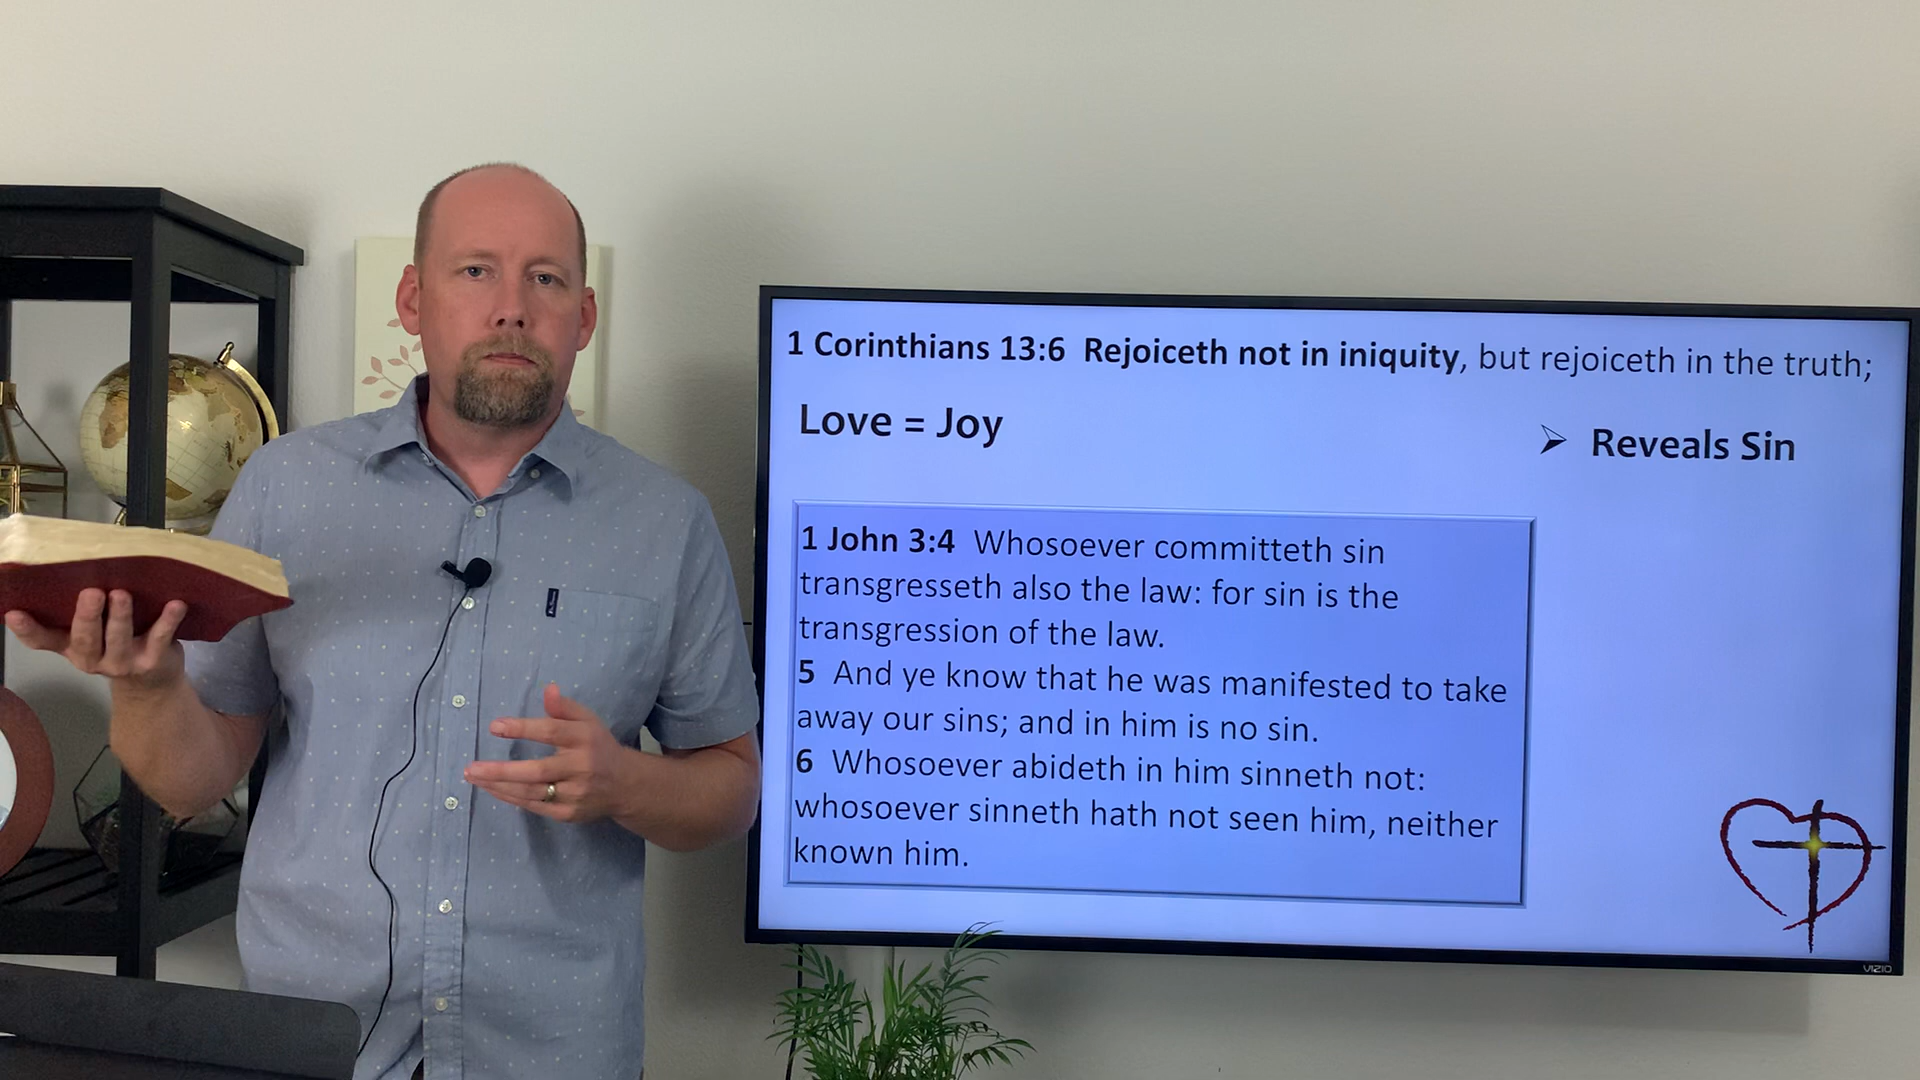 1 Corinthians 13:6 Rejoiceth not in iniquity, but rejoiceth in the truth;
Love = Joy
➢ Reveals Sin
1 John 3:4 Whosoever committeth sin
transgresseth also the law: for sin is the
transgression of the law.
5 And ye know that he was manifested to take
away our sins; and in him is no sin.
6 Whosoever abideth in him sinneth not:
whosoever sinneth hath not seen him, neither
known him.
VIZIO